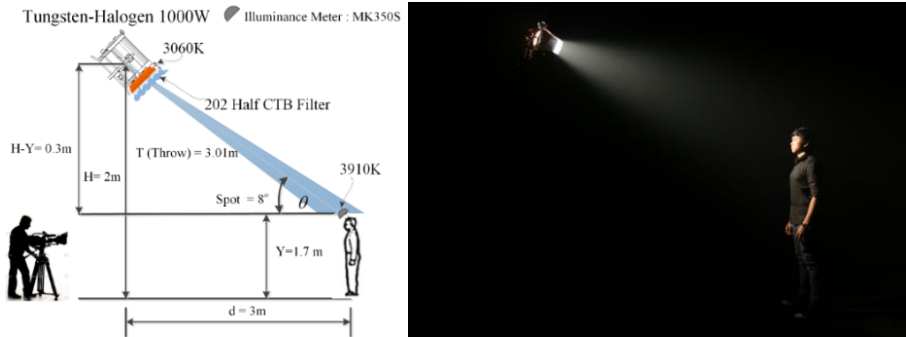 Tungsten-Halogen 1000W
Illuminance Meter : MK350S
3060K
202 Half CTB Filter
H-Y= 0.3m
T (Throw) = 3.01m
H= 2m
3910K
Spot = 8°
θ
Y=1.7 m
d = 3m